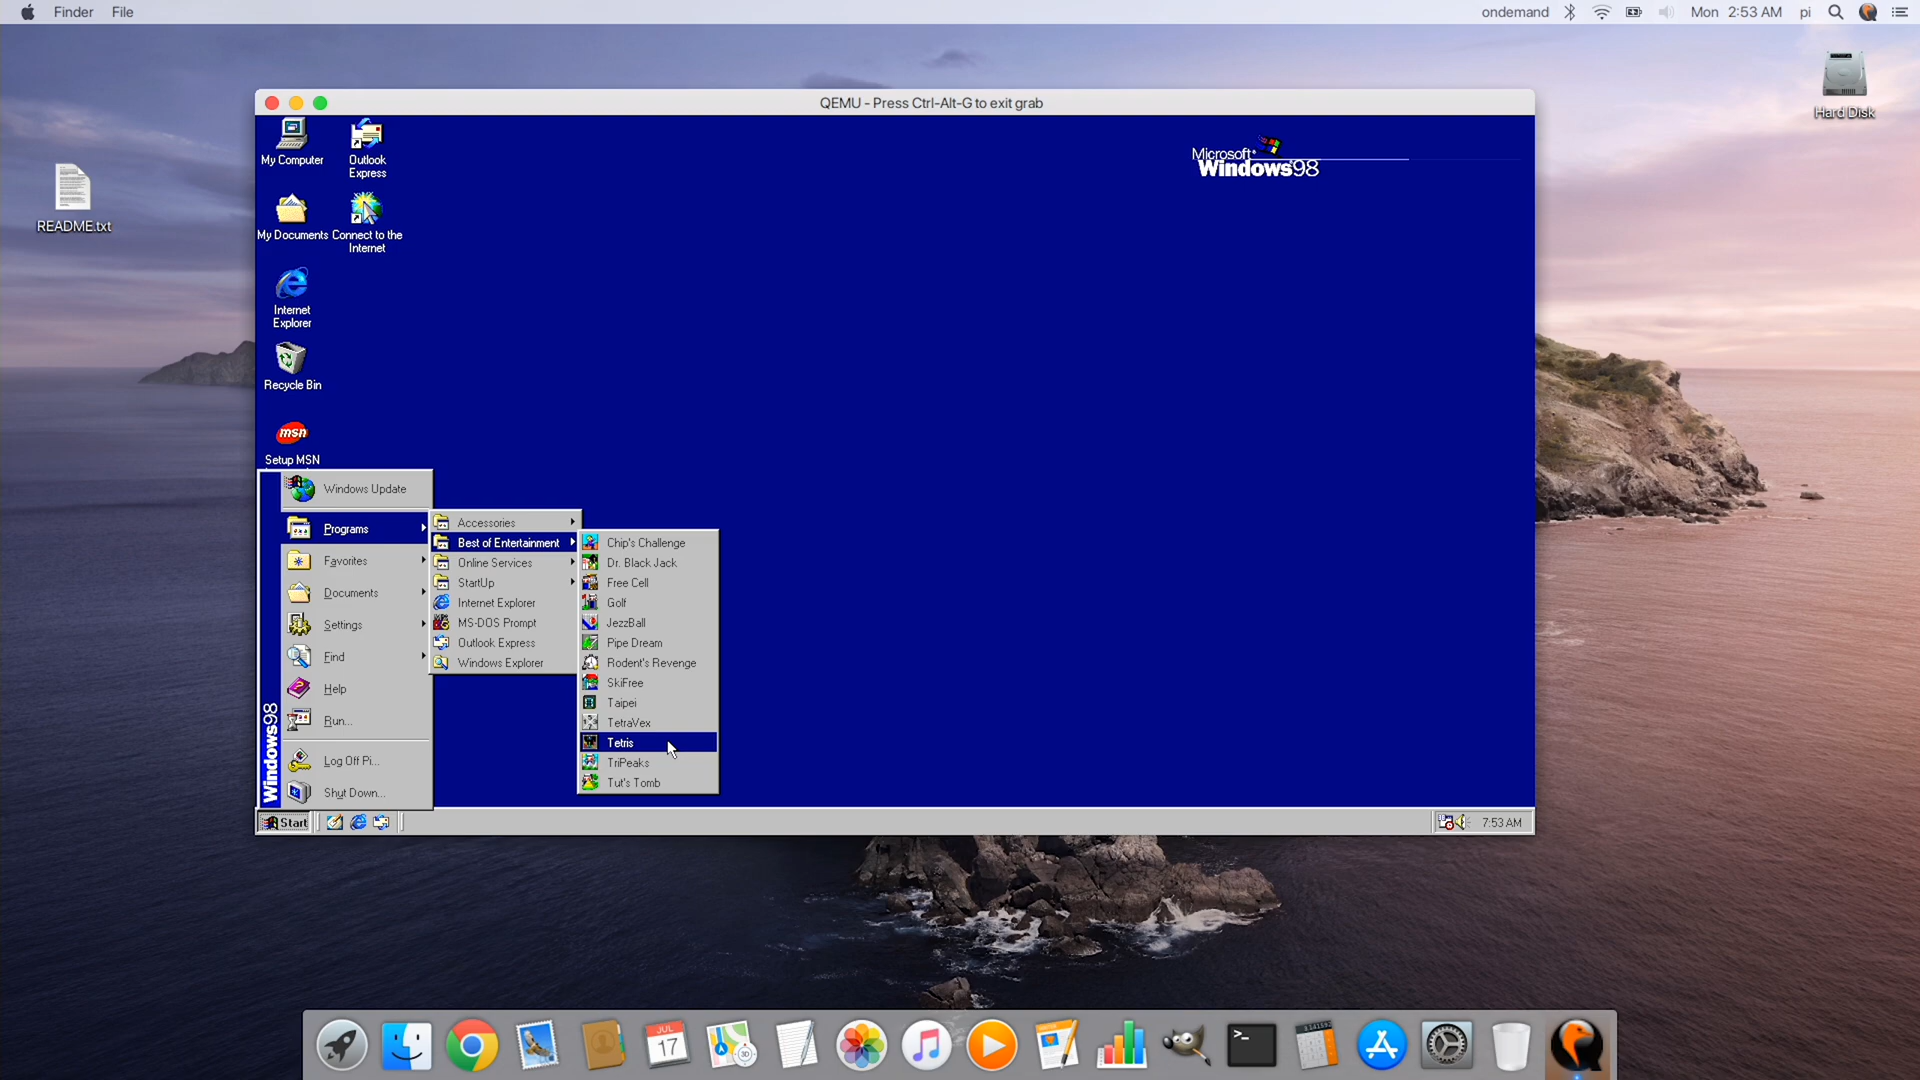 Finder File
ondemand Mon 2:53 AM pi
QEMU - Press Ctrl-Alt-G to exit grab
Hard Disk
README.txt
My Computer
Outlook
Express
My Documents
Connect to the
Internet
Internet
Explorer
Recycle Bin
msn
Setup MSN
Microsoft
Windows 98
Windows Update
Programs
Favorites
Documents
Settings
Find
Help
Run...
Log Off Pi...
Shut Down...
Windows98
Accessories
Best of Entertainment
Online Services
StartUp
Internet Explorer
MS-DOS Prompt
Outlook Express
Windows Explorer
Chip's Challenge
Dr. Black Jack
Free Cell
Golf
JezzBall
Pipe Dream
Rodent's Revenge
SkiFree
Taipei
TetraVex
Tetris
TriPeaks
Tut's Tomb
Start
7:53 AM
JUL
17
3D